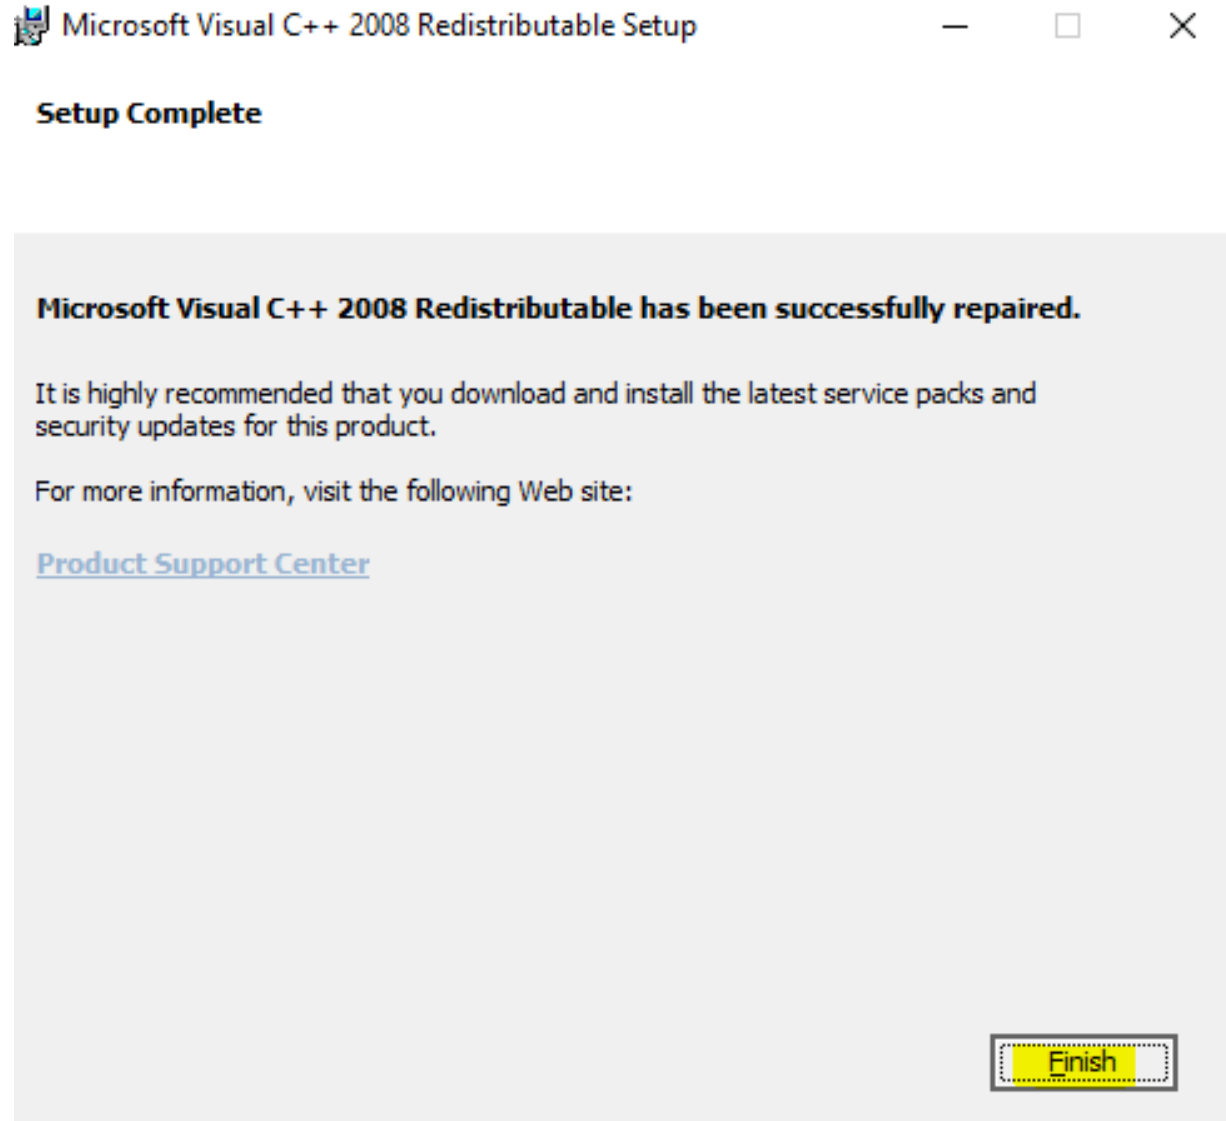 Microsoft Visual C++ 2008 Redistributable Setup
Setup Complete
Microsoft Visual C++ 2008 Redistributable has been successfully repaired.
It is highly recommended that you download and install the latest service packs and
security updates for this product.
For more information, visit the following Web site:
Product Support Center
Finish